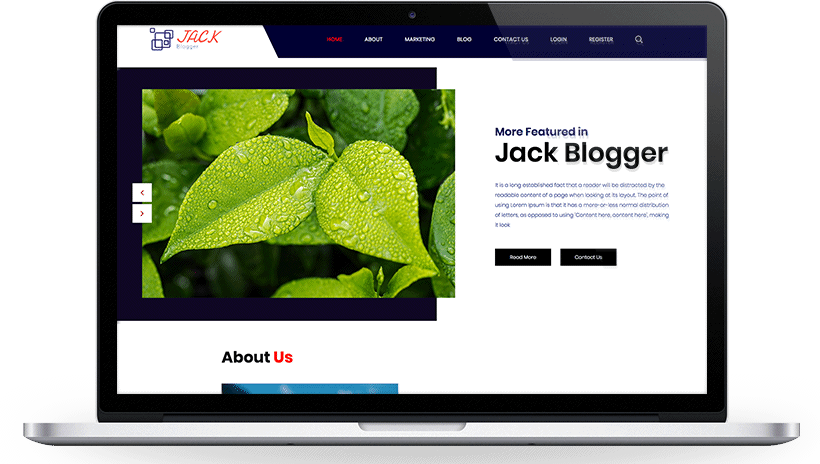 JACK
Blogger
HOME ABOUT MARKETING BLOG CONTACT US LOGIN REGISTER
More Featured in
Jack Blogger
It is a long established fact that a reader will be distracted by the
readable content of a page when looking at its layout. The point of
using Lorem Ipsum is that it has a more-or-less normal distribution
of letters, as opposed to using 'Content here, content here', making
it look
Read More Contact Us
About Us